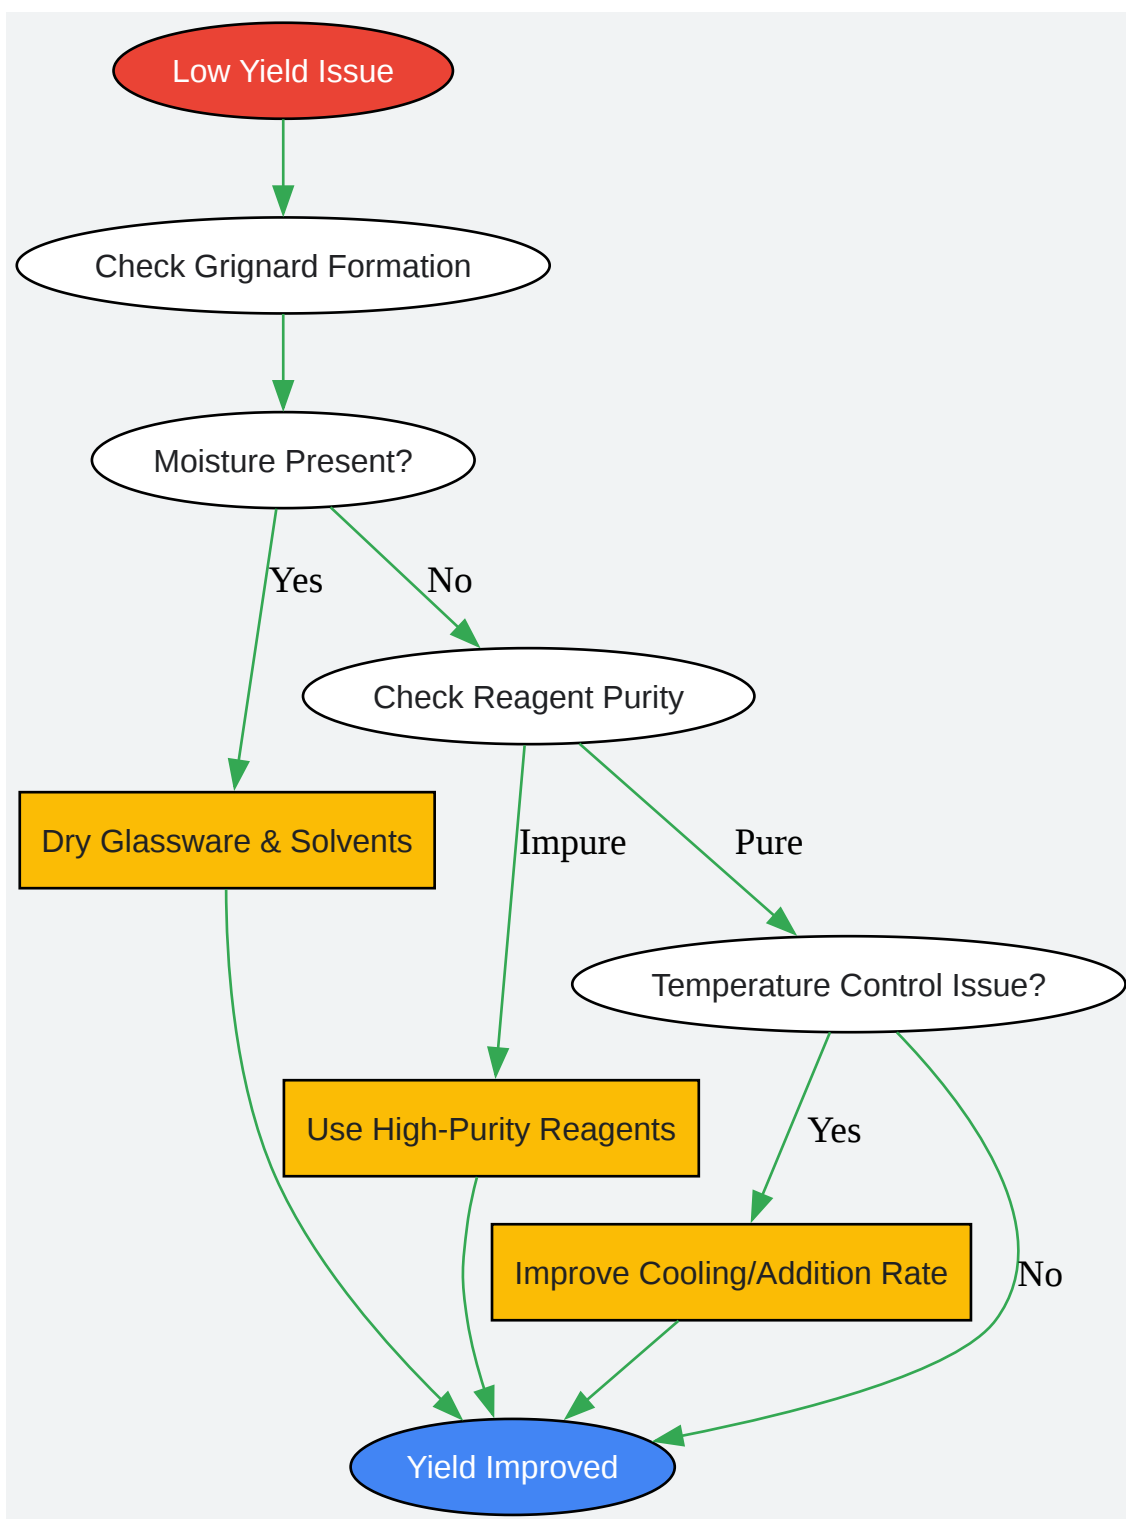 Low Yield Issue
Check Grignard Formation
Moisture Present?
Yes
No
Check Reagent Purity
Dry Glassware & Solvents
Impure
Pure
Temperature Control Issue?
Use High-Purity Reagents
Yes
Improve Cooling/Addition Rate
No
Yield Improved